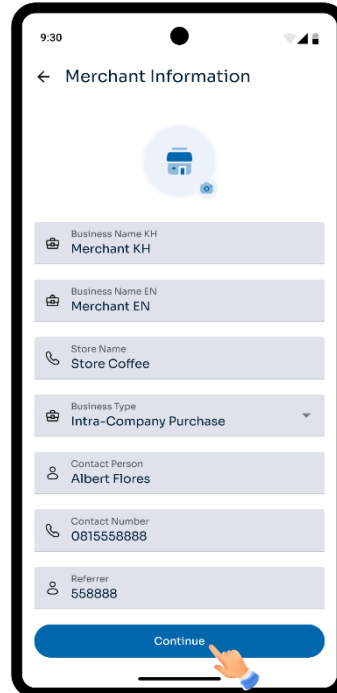 9:30
Merchant Information
Business Name KH
Merchant KH
Business Name EN
Merchant EN
Store Name
Store Coffee
Business Type
Intra-Company Purchase
Contact Person
Albert Flores
Contact Number
0815558888
Referrer
558888
Continue